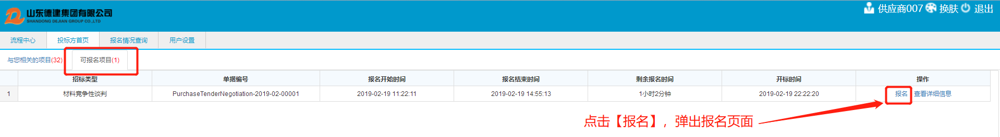 山东德建集团有限公司
SHANDONG DEJIAN GROUP CO.,LTD
供应商007 换肤 退出
流程中心 投标方首页 报名情况查询 用户设置
与您相关的项目(32) 可报名项目(1)
招标类型 单据编号 报名开始时间 报名结束时间 剩余报名时间 开标时间 操作
1 材料竞争性谈判 PurchaseTenderNegotiation-2019-02-00001 2019-02-19 11:22:11 2019-02-19 14:55:13 1小时2分钟 2019-02-19 22:22:20 报名 查看详细信息
点击【报名】，弹出报名页面